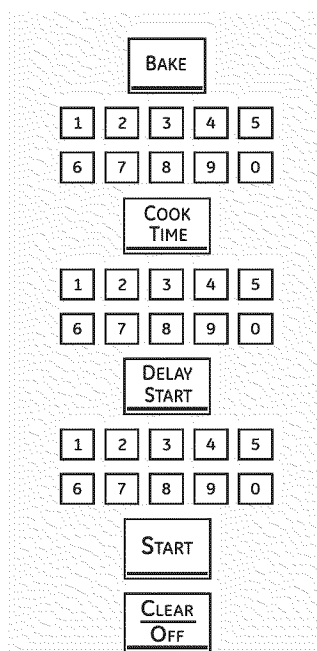 BAKE
1 2 3 4 5
6 7 8 9 0
COOK
TIME
1 2 3 4 5
6 7 8 9 0
DELAY
START
1 2 3 4 5
6 7 8 9 0
START
CLEAR
OFF